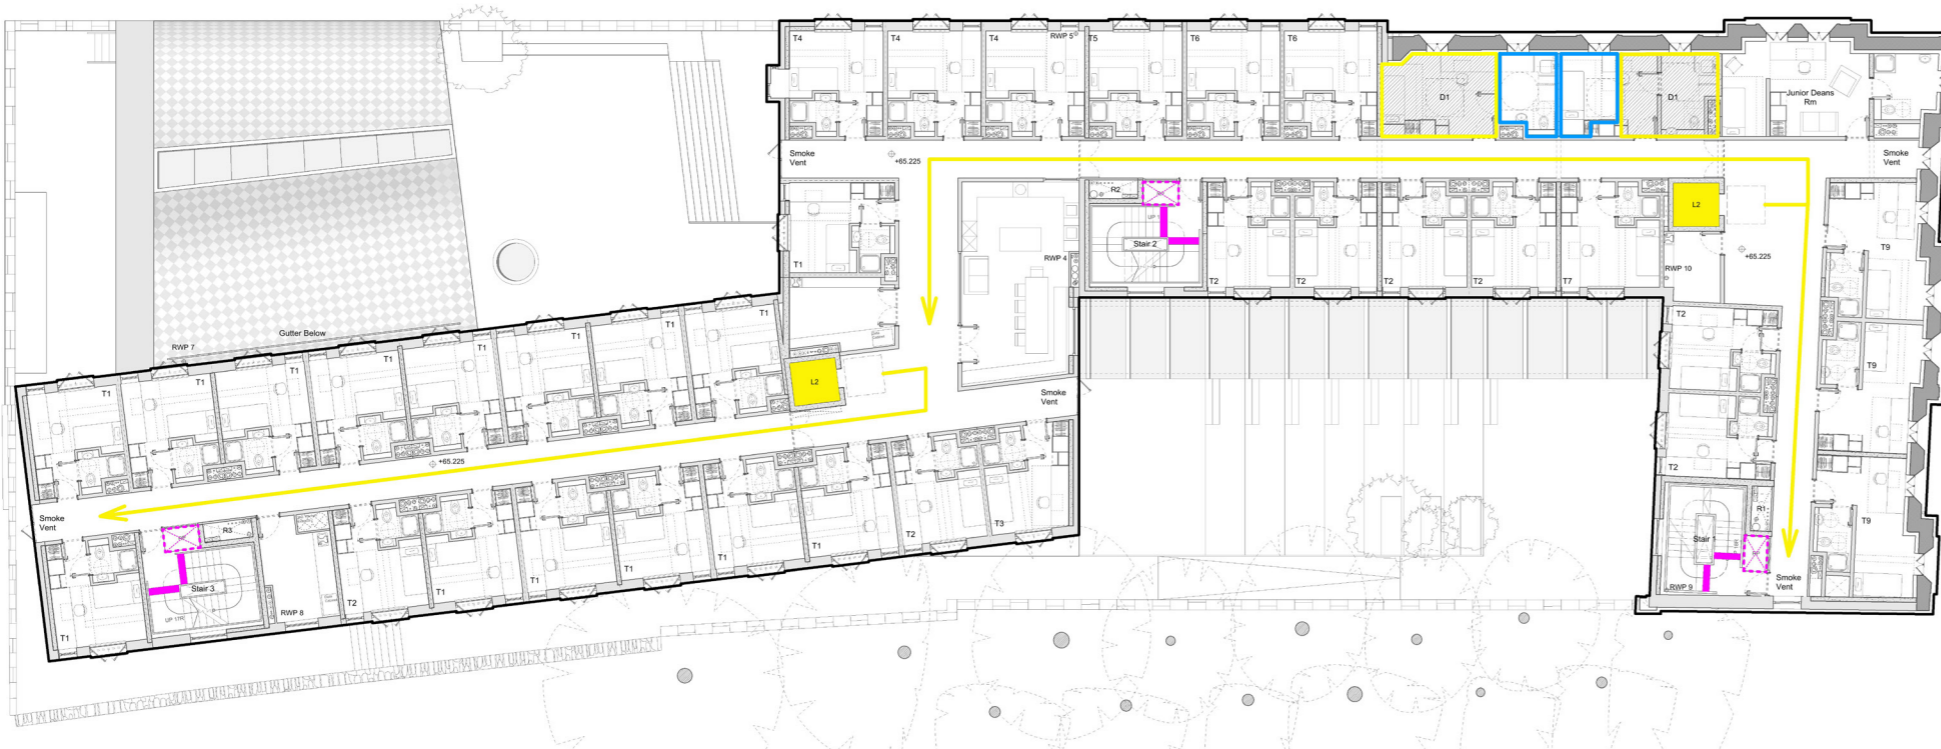 T4
T4
T4
RWP 5
T5
T6
T6
D1
D1
Junior Deans
Rm
Smoke
Vent
+65.225
Smoke
Vent
R2
UP
Stair 2
L2
T1
RWP 4
T2
T2
T2
T2
T7
RWP 10
+65.225
T9
Gutter Below
RWP 7
T1
T1
T1
T1
T1
T1
T1
T1
L2
Smoke
Vent
T2
T9
T2
+65.225
Smoke
Vent
R3
Stair 3
UP 17R
RWP 8
T1
T2
T1
T1
T1
T1
T1
T2
T3
R1
Stair 1
RWP 9
Smoke
Vent
T9